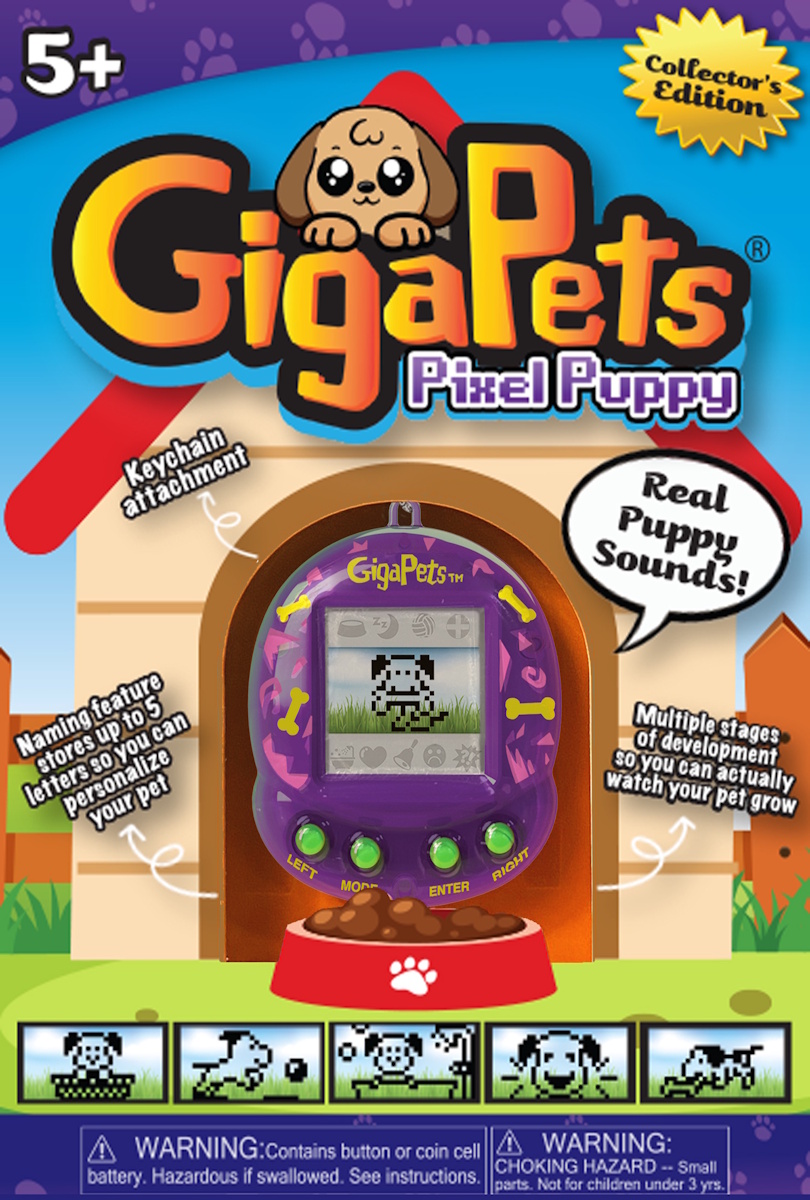 5+
Collector's
Edition
GigaPets®
Pixel Puppy
Keychain
attachment
Real
Puppy
Sounds!
GigaPets™
Naming feature
stores up to 5
letters so you can
personalize
your pet
Multiple stages
of development
so you can actually
watch your pet grow
LEFT
MODE
ENTER
RIGHT
WARNING:Contains button or coin cell
battery. Hazardous if swallowed. See instructions.
WARNING:
CHOKING HAZARD -- Small
parts. Not for children under 3 yrs.